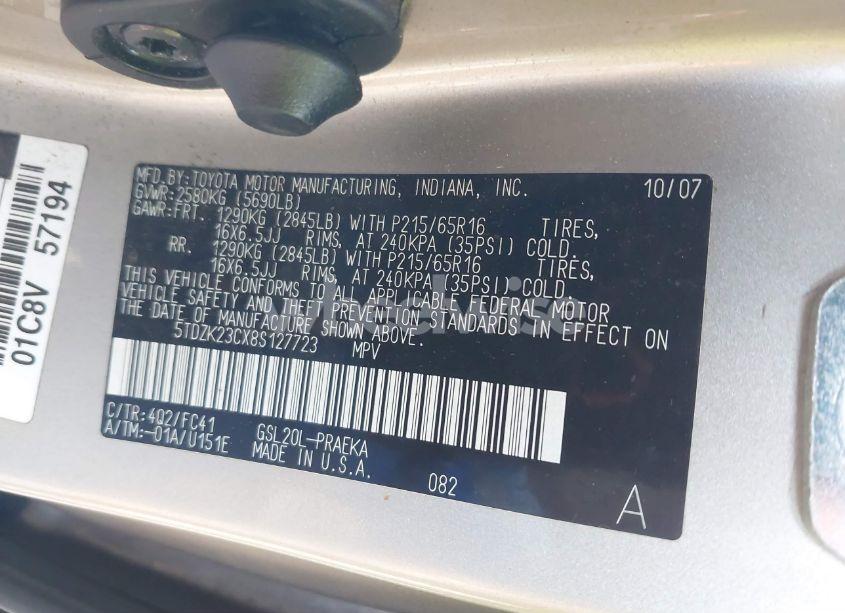 01C8V 57194
MFD. BY:TOYOTA MOTOR MANUFACTURING, INDIANA, INC. 10/07
GVWR:2580KG (5690LB)
GAWR:FRT. 1290KG (2845LB) WITH P215/65R16 TIRES,
16X6.5JJ RIMS, AT 240KPA (35PSI) COLD.
RR. 1290KG (2845LB) WITH P215/65R16 TIRES,
16X6.5JJ RIMS, AT 240KPA (35PSI) COLD.
THIS VEHICLE CONFORMS TO ALL APPLICABLE FEDERAL MOTOR
VEHICLE SAFETY AND THEFT PREVENTION STANDARDS IN EFFECT ON
THE DATE OF MANUFACTURE SHOWN ABOVE.
5TDZK23CX8S127723 MPV
C/TR:4Q2/FC41 GSL20L-PRAEKA
A/TM:-01A/U151E MADE IN U.S.A.
082
A